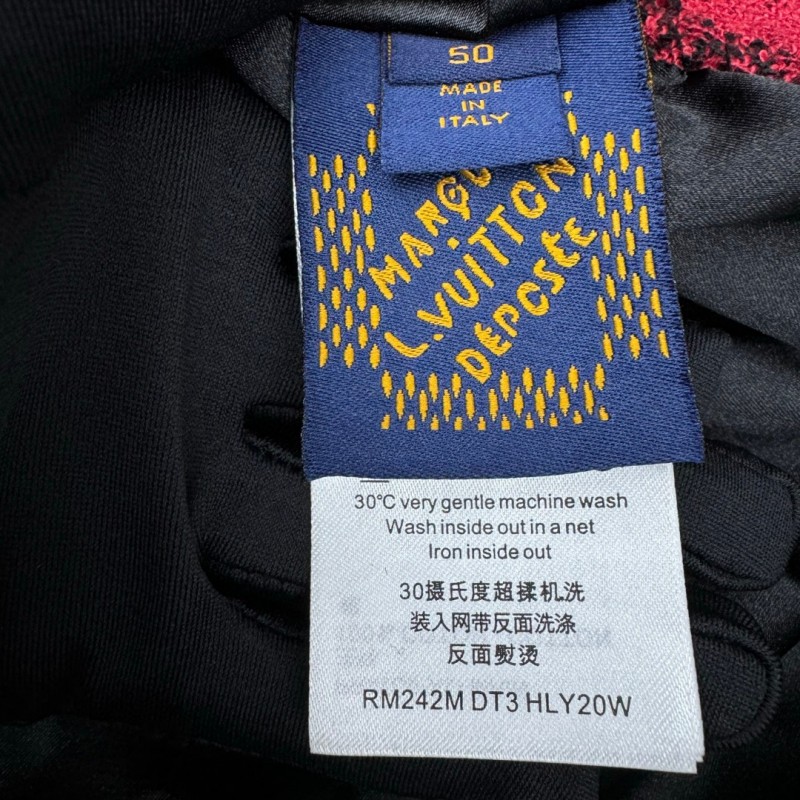 50
MADE
IN
ITALY
MARQU
L.VUITTON
DÉPOSÉE
30℃ very gentle machine wash
Wash inside out in a net
Iron inside out
30摄氏度超揉机洗
装入网带反面洗涤
反面熨烫
RM242M DT3 HLY20W